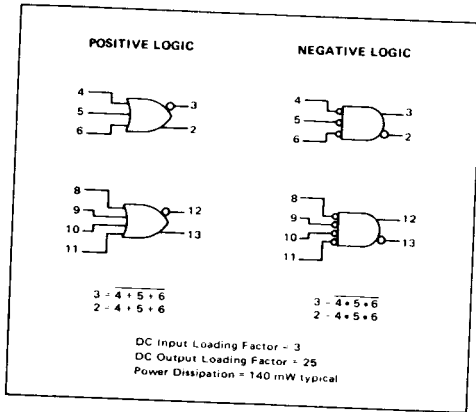 POSITIVE LOGIC
NEGATIVE LOGIC
4
5
6
3
2
4
5
6
3
2
8
9
10
11
12
13
8
9
10
11
12
13
3 = 4 + 5 + 6
2 = 4 + 5 + 6
3 - 4 • 5 • 6
2 - 4 • 5 • 6
DC Input Loading Factor - 3
DC Output Loading Factor = 25
Power Dissipation = 140 mW typical